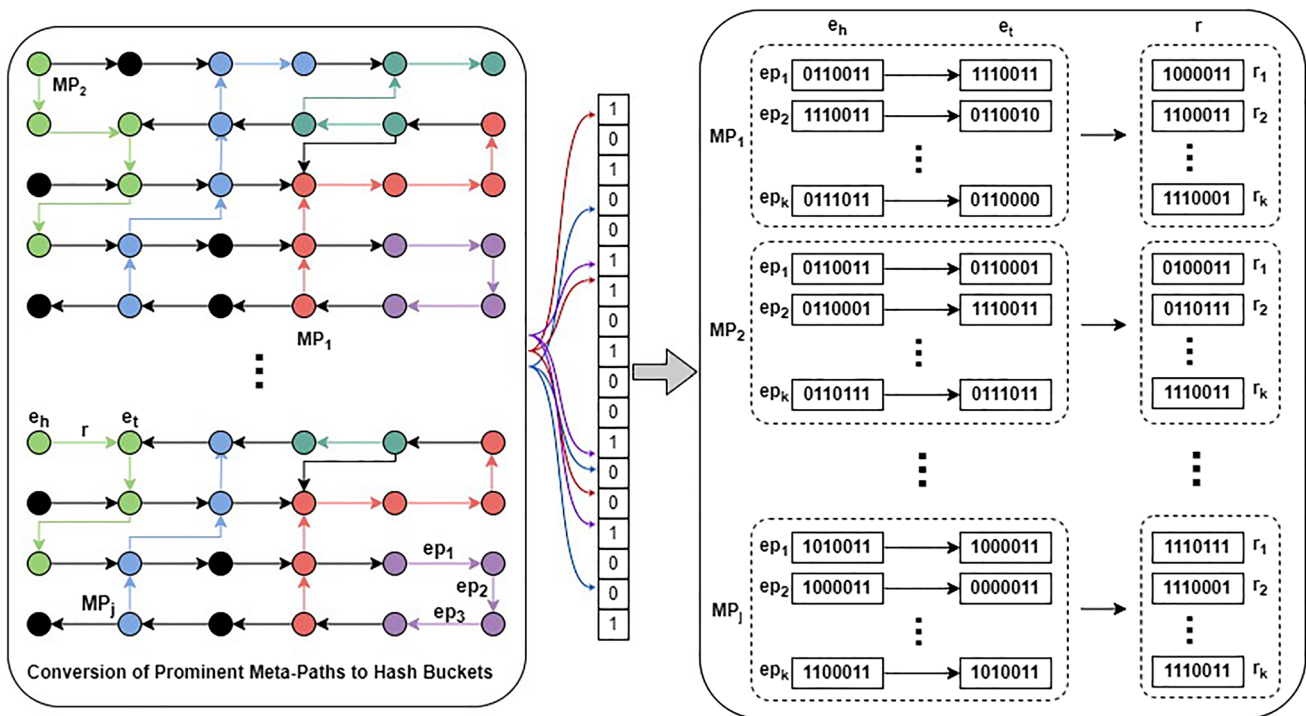 MP2
MP1
eh r et
ep1
ep2
MPj ep3
Conversion of Prominent Meta-Paths to Hash Buckets
1
0
1
0
0
1
1
0
1
0
0
1
0
0
1
0
0
1
eh et r
ep1 0110011 1110011 1000011 r1
ep2 1110011 0110010 1100011 r2
MP1
epk 0111011 0110000 1110001 rk
ep1 0110011 0110001 0100011 r1
ep2 0110001 1110011 0110111 r2
MP2
epk 0110111 0111011 1110011 rk
ep1 1010011 1000011 1110111 r1
ep2 1000011 0000011 1110001 r2
MPj
epk 1100011 1010011 1110011 rk